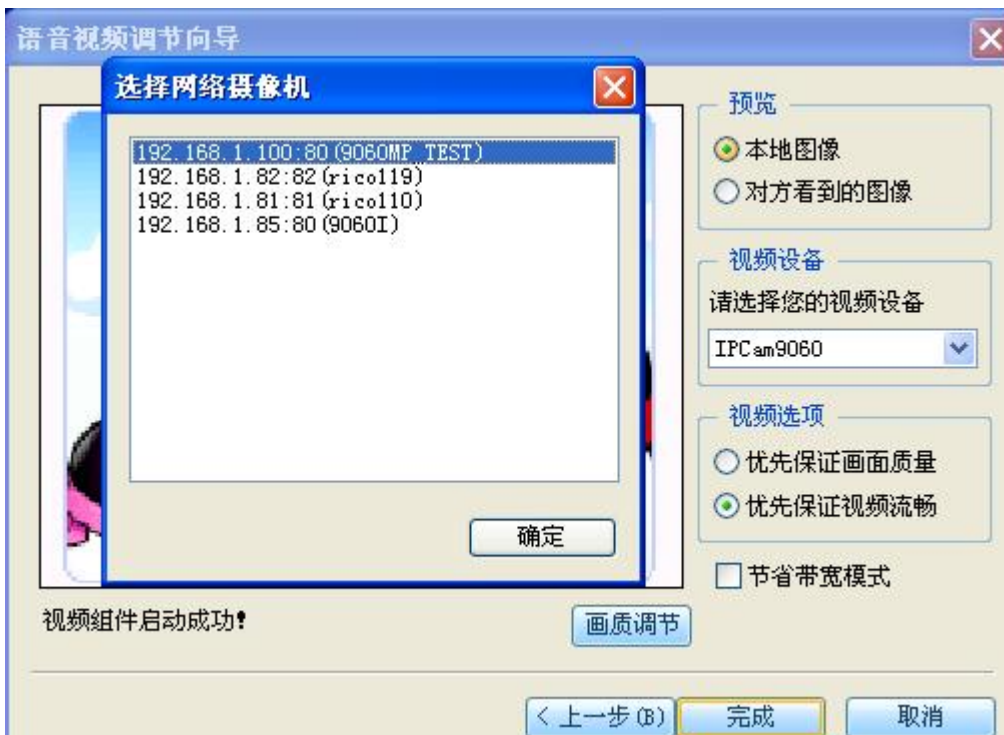 语音视频调节向导
选择网络摄像机
192.168.1.100:80(9060MP_TEST)
192.168.1.82:82(rico119)
192.168.1.81:81(rico110)
192.168.1.85:80(9060I)
确定
预览
本地图像
对方看到的图像
视频设备
请选择您的视频设备
IPCam9060
视频选项
优先保证画面质量
优先保证视频流畅
节省带宽模式
视频组件启动成功!
画质调节
< 上一步(B)
完成
取消